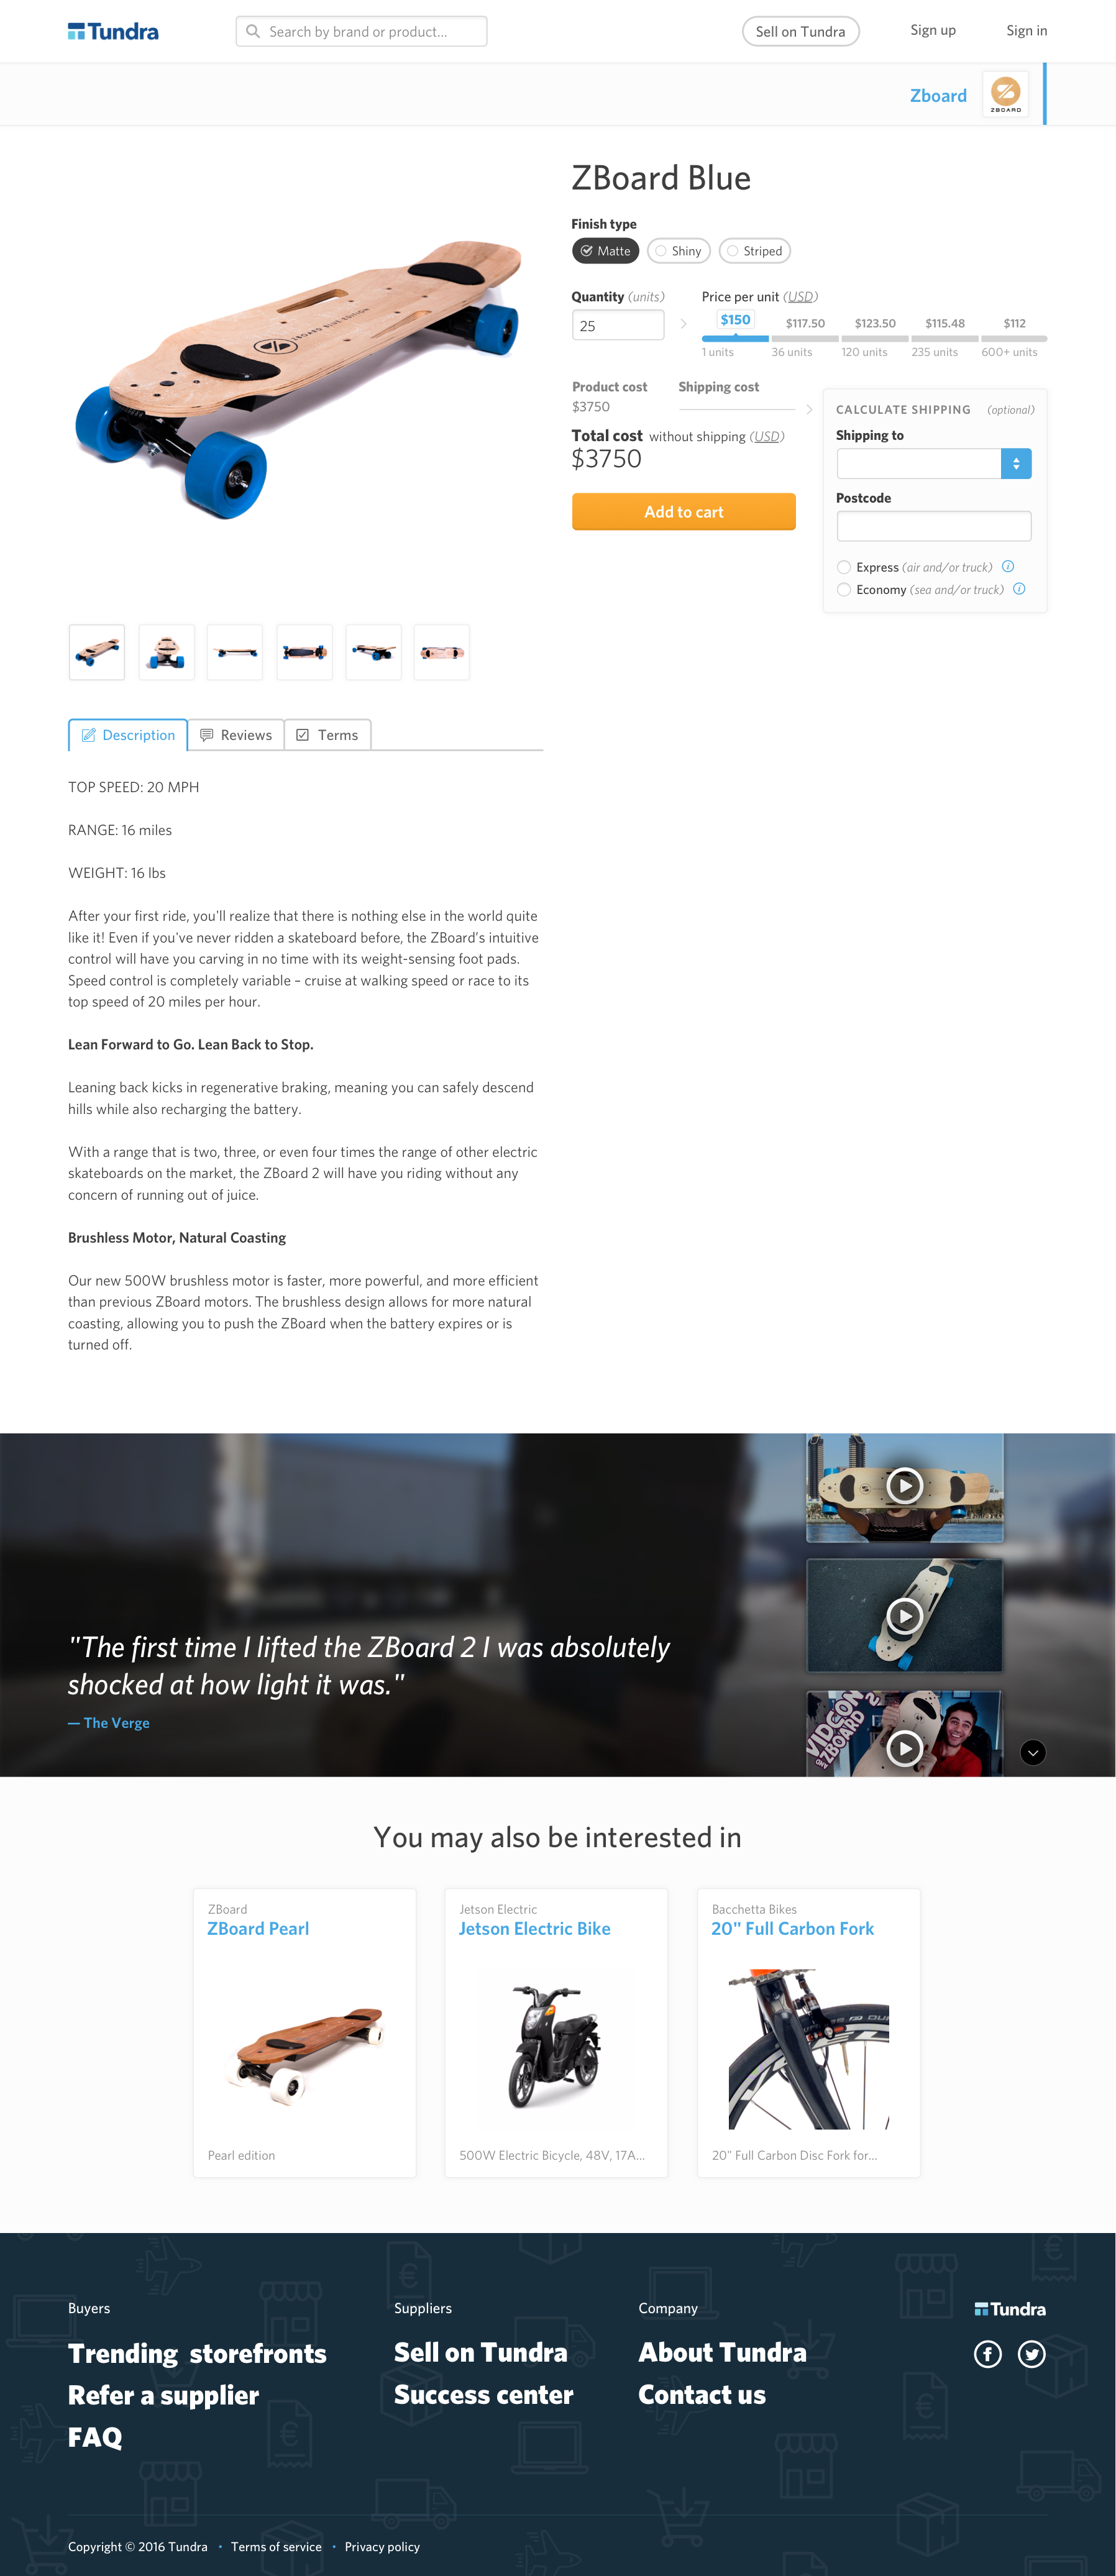 Tundra
Search by brand or product...
Sell on Tundra
Sign up
Sign in
Zboard
ZBOARD
ZBoard Blue
Finish type
Matte
Shiny
Striped
Quantity (units)
Price per unit (USD)
25
$150
$117.50
$123.50
$115.48
$112
1 units
36 units
120 units
235 units
600+ units
Product cost
Shipping cost
$3750
Total cost without shipping (USD)
$3750
Add to cart
CALCULATE SHIPPING (optional)
Shipping to
Postcode
Express (air and/or truck)
Economy (sea and/or truck)
ZBOARD BLUE EDITION
Description
Reviews
Terms
TOP SPEED: 20 MPH
RANGE: 16 miles
WEIGHT: 16 lbs
After your first ride, you'll realize that there is nothing else in the world quite
like it! Even if you've never ridden a skateboard before, the ZBoard's intuitive
control will have you carving in no time with its weight-sensing foot pads.
Speed control is completely variable – cruise at walking speed or race to its
top speed of 20 miles per hour.
Lean Forward to Go. Lean Back to Stop.
Leaning back kicks in regenerative braking, meaning you can safely descend
hills while also recharging the battery.
With a range that is two, three, or even four times the range of other electric
skateboards on the market, the ZBoard 2 will have you riding without any
concern of running out of juice.
Brushless Motor, Natural Coasting
Our new 500W brushless motor is faster, more powerful, and more efficient
than previous ZBoard motors. The brushless design allows for more natural
coasting, allowing you to push the ZBoard when the battery expires or is
turned off.
"The first time I lifted the ZBoard 2 I was absolutely
shocked at how light it was."
— The Verge
VIDCON
AND
ZBOARD
2
You may also be interested in
ZBoard
ZBoard Pearl
Pearl edition
Jetson Electric
Jetson Electric Bike
500W Electric Bicycle, 48V, 17A...
Bacchetta Bikes
20" Full Carbon Fork
20" Full Carbon Disc Fork for...
Buyers
Trending storefronts
Refer a supplier
FAQ
Suppliers
Sell on Tundra
Success center
Company
About Tundra
Contact us
Tundra
Copyright © 2016 Tundra • Terms of service • Privacy policy